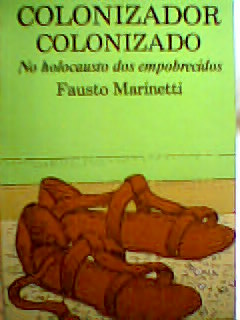 COLONIZADOR
COLONIZADO
No holocausto dos empobrecidos
Fausto Marinetti